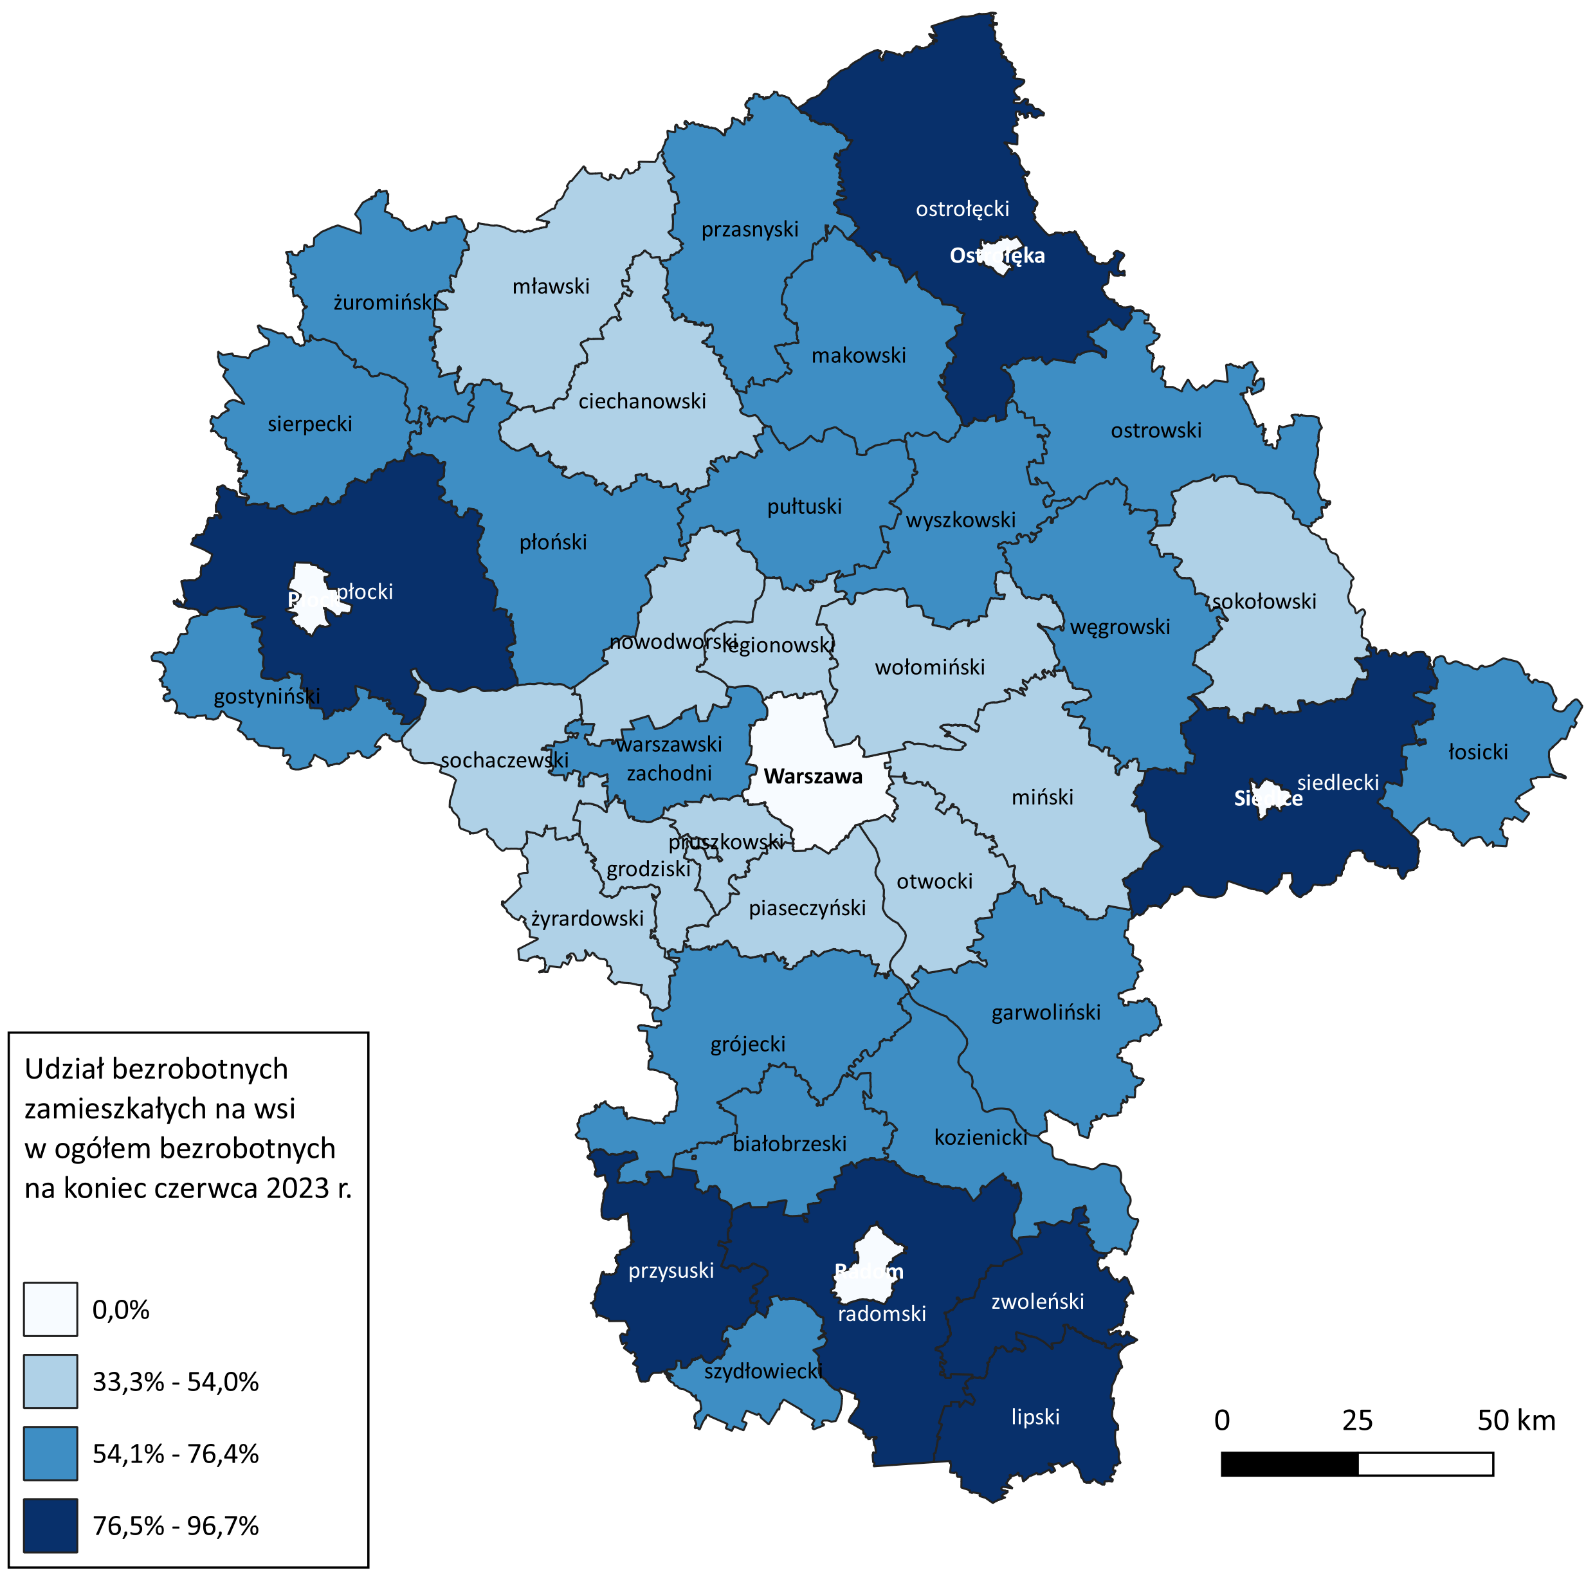 ostrołęcki
przasnyski
mławski
żuromiński
makowski
ciechanowski
sierpecki
ostrowski
pułtuski
wyszkowski
płoński
płocki
sokołowski
węgrowski
nowodworski
legionowski
wołomiński
gostyniński
warszawski
zachodni
sochaczewski
Warszawa
łosicki
siedlecki
miński
pruszkowski
grodziski
otwocki
piaseczyński
żyrardowski
garwoliński
grójecki
kozienicki
białobrzeski
przysuski
Radom
radomski
zwoleński
szydłowiecki
lipski
Udział bezrobotnych
zamieszkałych na wsi
w ogółem bezrobotnych
na koniec czerwca 2023 r.
0,0%
33,3% - 54,0%
54,1% - 76,4%
76,5% - 96,7%
0 25 50 km